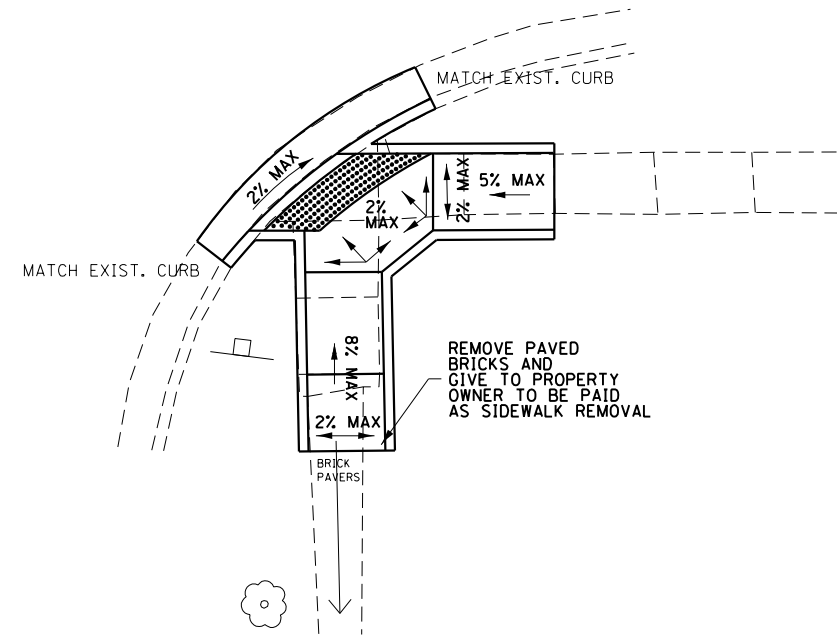 MATCH EXIST. CURB
2% MAX
5% MAX
2% MAX
2%
MAX
MATCH EXIST. CURB
8% MAX
REMOVE PAVED
BRICKS AND
GIVE TO PROPERTY
OWNER TO BE PAID
AS SIDEWALK REMOVAL
2% MAX
BRICK
PAVERS